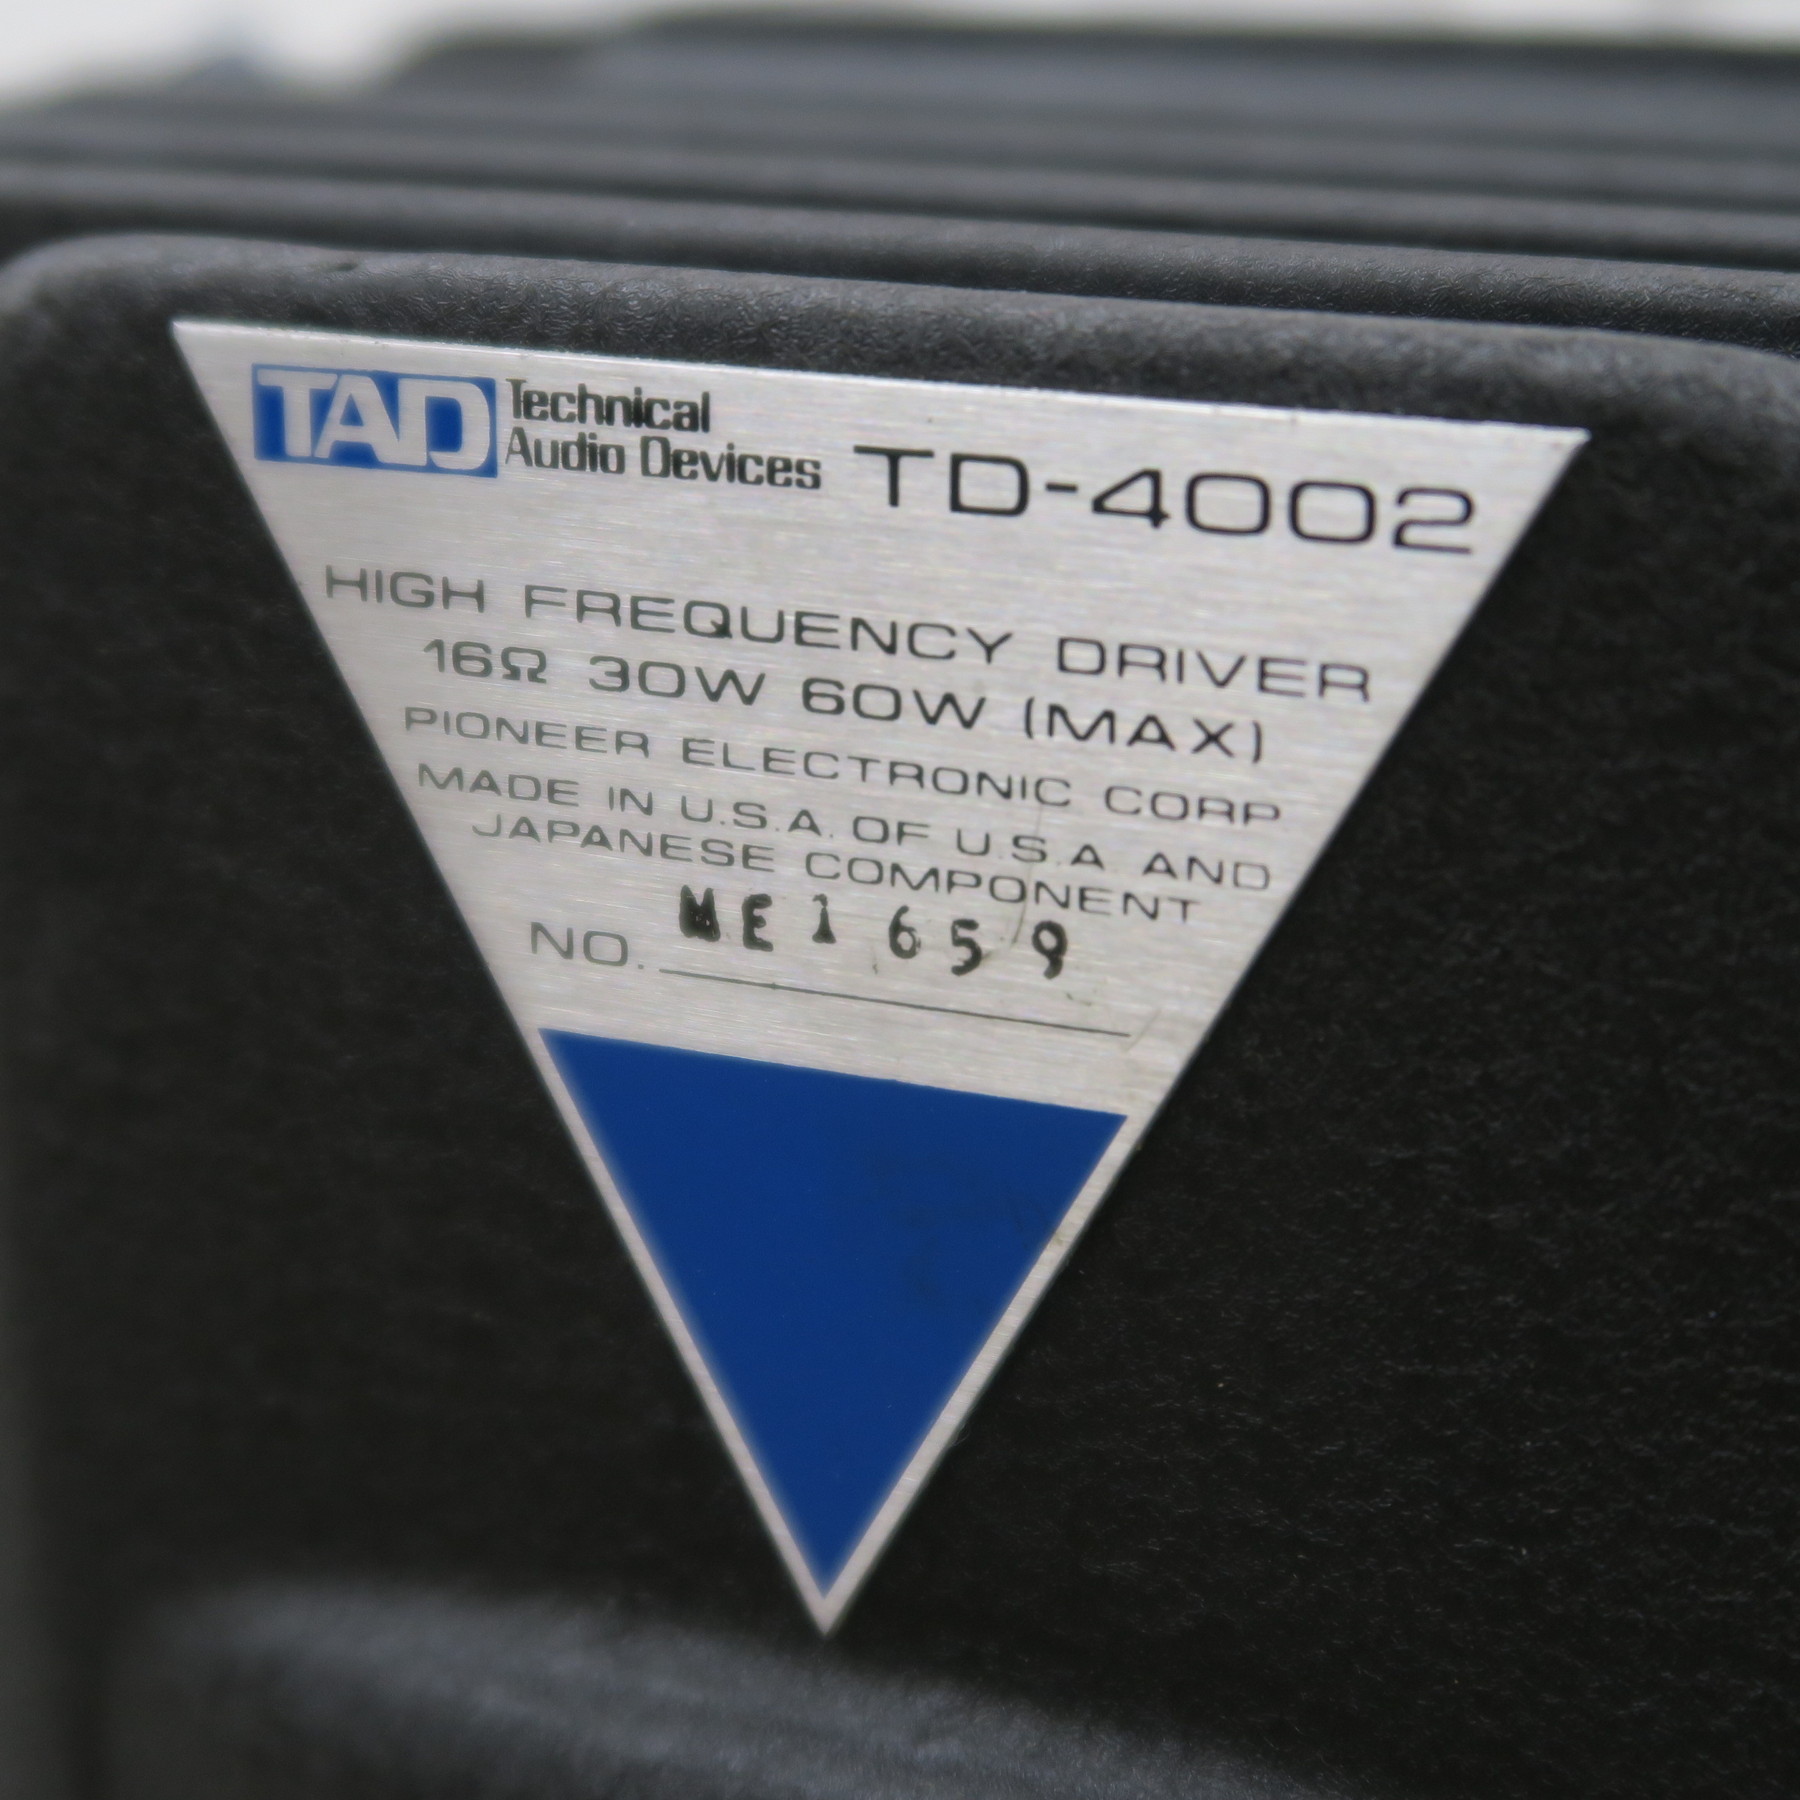 TAD Technical
Audio Devices TD-4002
HIGH FREQUENCY DRIVER
16Ω 30W 60W (MAX)
PIONEER ELECTRONIC CORP
MADE IN U.S.A. OF U.S.A AND
JAPANESE COMPONENT
NO. ME1659